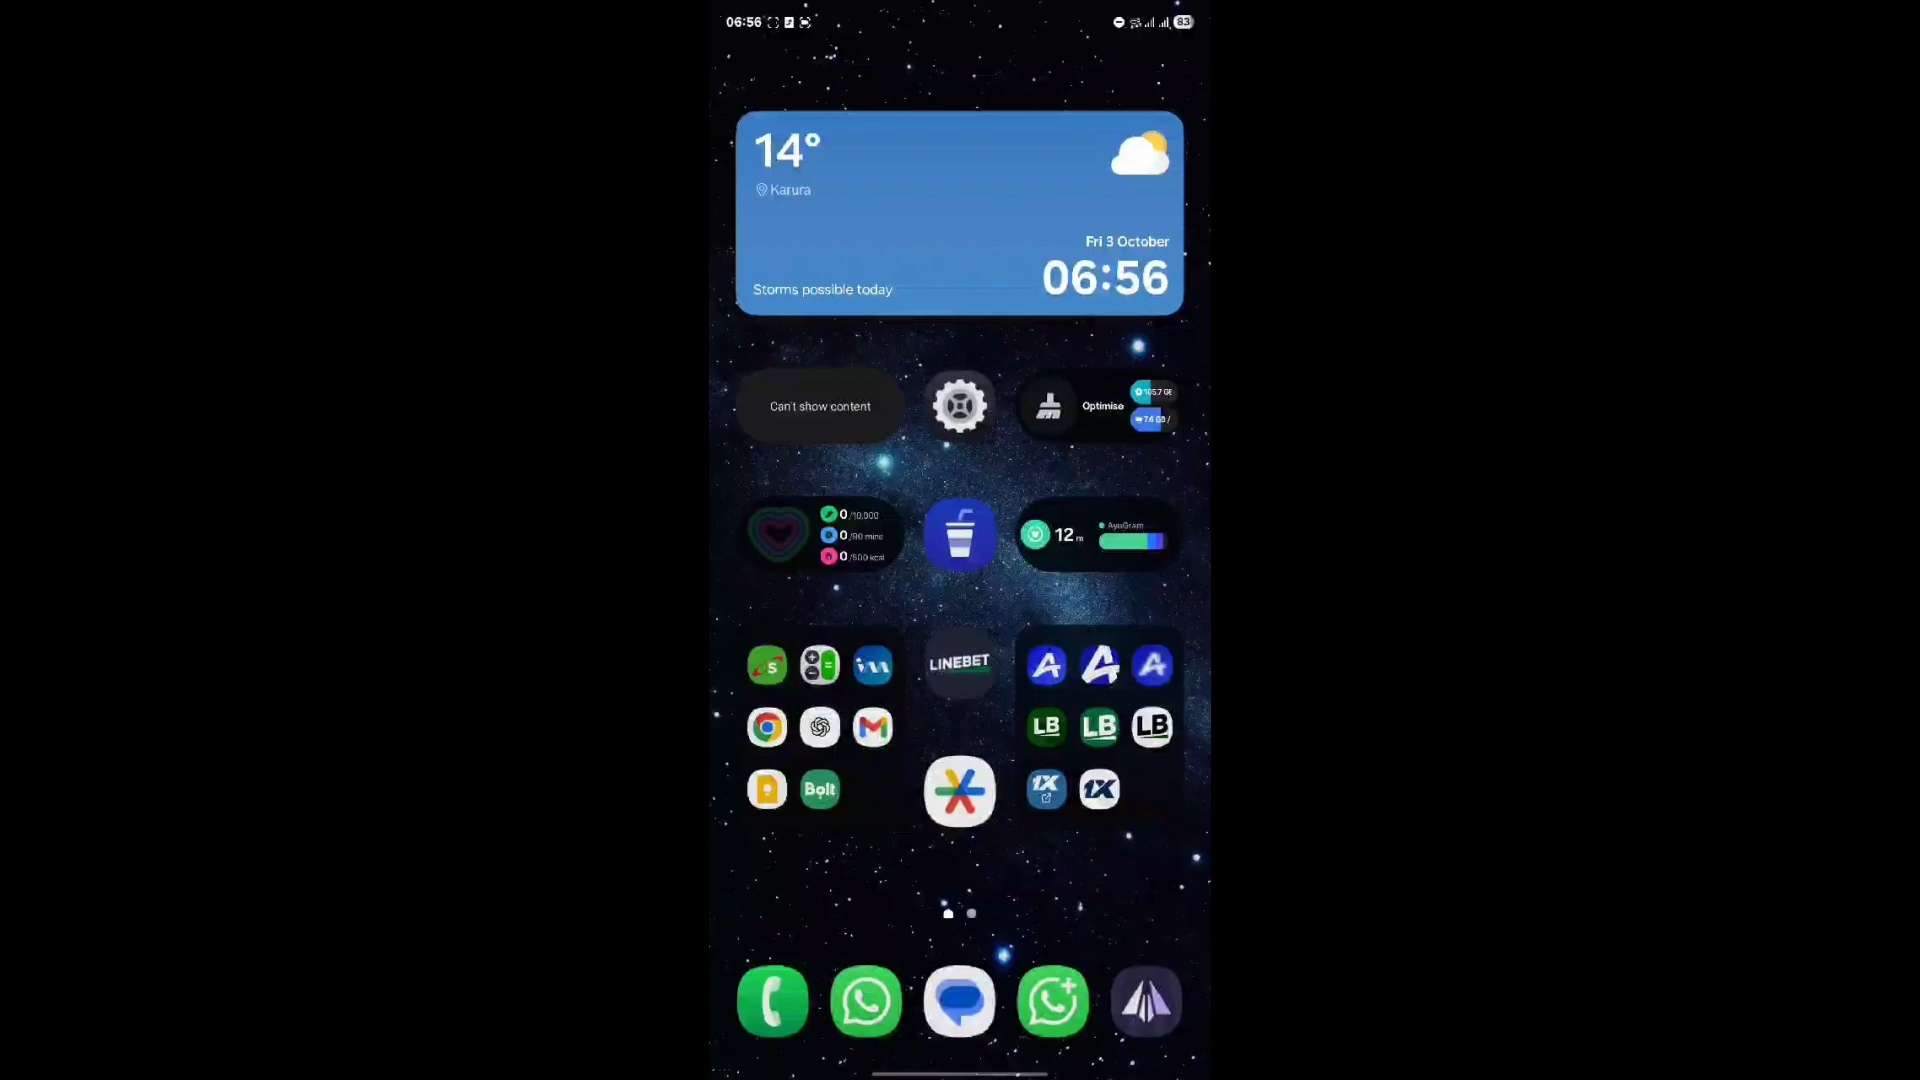 06:56
83
14°
Karura
Fri 3 October
06:56
Storms possible today
Can't show content
Optimise
105.7 GB
7.6 GB /
0 /10,000
0 /90 mins
0 /500 kcal
12 m
AyuGram
S
LINEBET
A A A
LB LB LB
Bolt
1X 1X